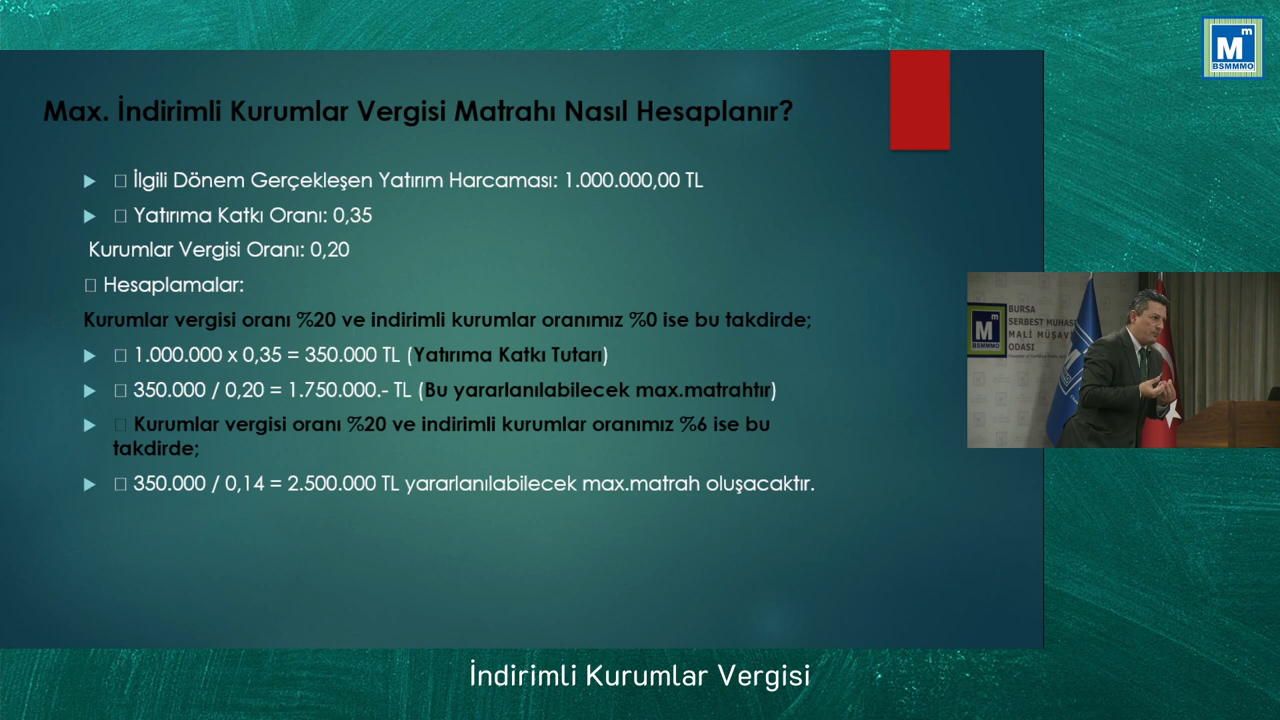 M m
BSMMMO
Max. İndirimli Kurumlar Vergisi Matrahı Nasıl Hesaplanır?
İlgili Dönem Gerçekleşen Yatırım Harcaması: 1.000.000,00 TL
Yatırıma Katkı Oranı: 0,35
Kurumlar Vergisi Oranı: 0,20
Hesaplamalar:
Kurumlar vergisi oranı %20 ve indirimli kurumlar oranımız %0 ise bu takdirde;
1.000.000 x 0,35 = 350.000 TL (Yatırıma Katkı Tutarı)
350.000 / 0,20 = 1.750.000.- TL (Bu yararlanılabilecek max.matrahtır)
Kurumlar vergisi oranı %20 ve indirimli kurumlar oranımız %6 ise bu
takdirde;
350.000 / 0,14 = 2.500.000 TL yararlanılabilecek max.matrah oluşacaktır.
M m
BSMMMO
BURSA
SERBEST MUHASE
MALİ MÜŞAV
ODASI
İndirimli Kurumlar Vergisi